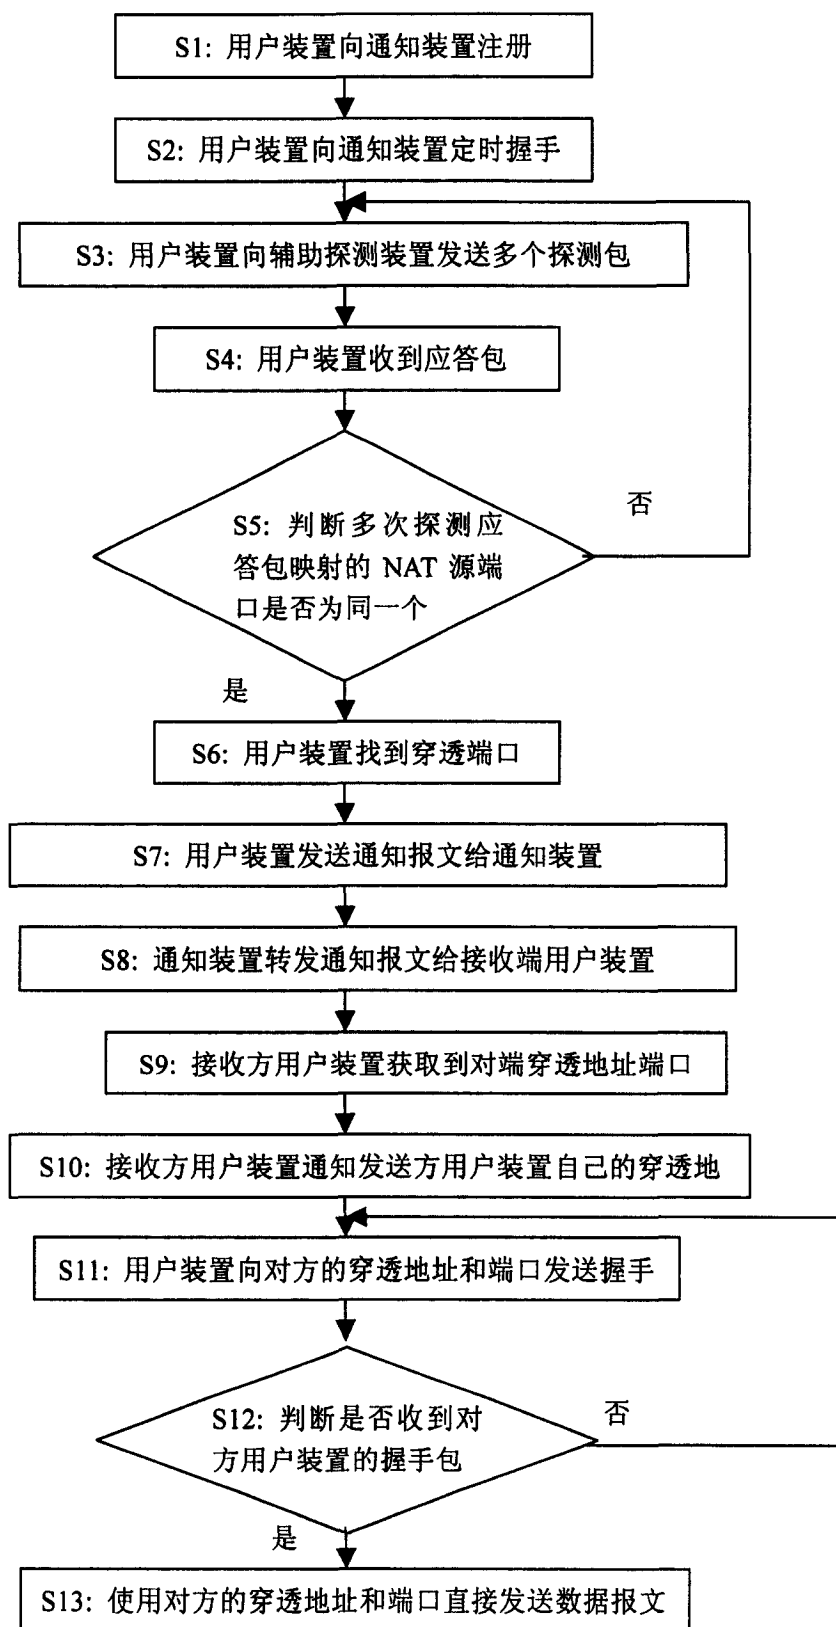 S1: 用户装置向通知装置注册
S2: 用户装置向通知装置定时握手
S3: 用户装置向辅助探测装置发送多个探测包
S4: 用户装置收到应答包
S5: 判断多次探测应
答包映射的 NAT 源端
口是否为同一个
否
是
S6: 用户装置找到穿透端口
S7: 用户装置发送通知报文给通知装置
S8: 通知装置转发通知报文给接收端用户装置
S9: 接收方用户装置获取到对端穿透地址端口
S10: 接收方用户装置通知发送方用户装置自己的穿透地
S11: 用户装置向对方的穿透地址和端口发送握手
S12: 判断是否收到对
方用户装置的握手包
否
是
S13: 使用对方的穿透地址和端口直接发送数据报文